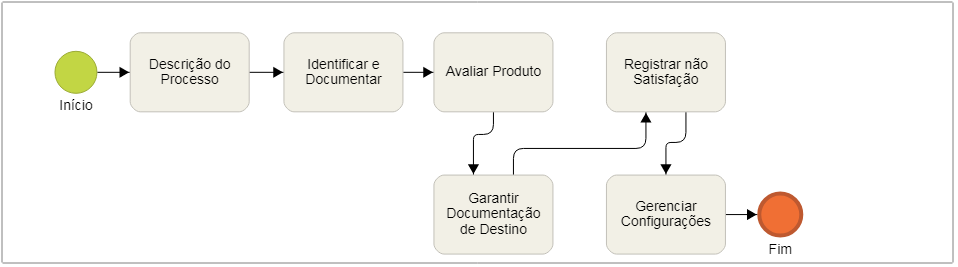 Início
Descrição do
Processo
Identificar e
Documentar
Avaliar Produto
Garantir
Documentação
de Destino
Registrar não
Satisfação
Gerenciar
Configurações
Fim